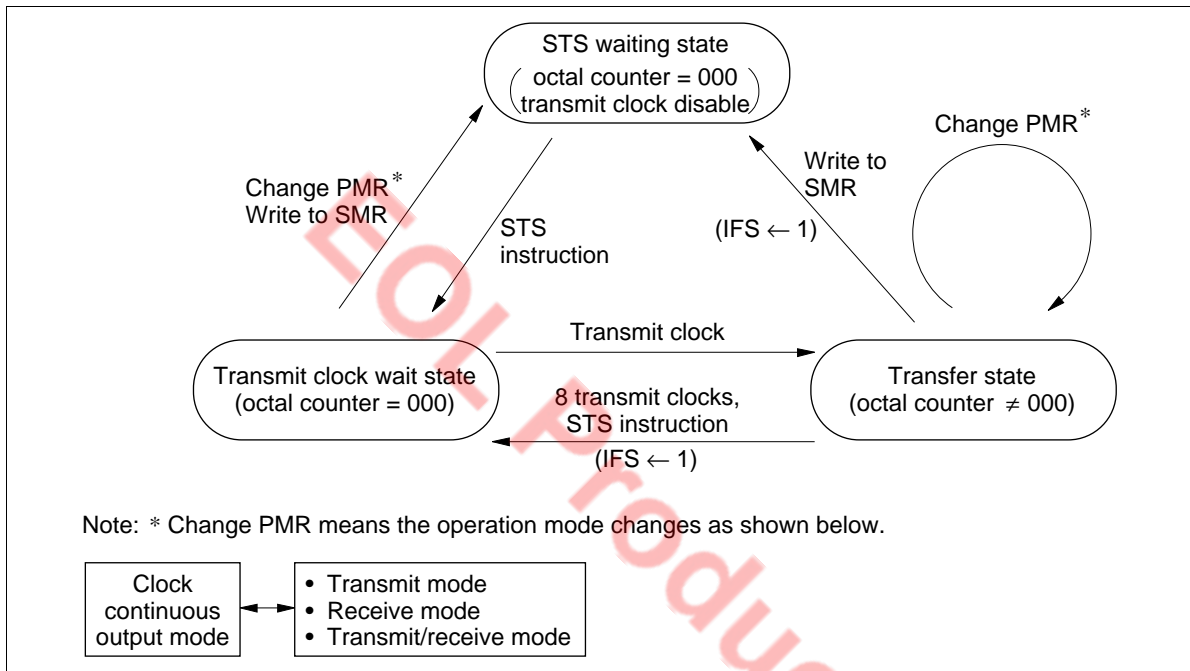 STS waiting state
octal counter = 000
transmit clock disable
Change PMR*
Write to
SMR
Change PMR*
Write to SMR
(IFS ← 1)
STS
instruction
Transmit clock
Transmit clock wait state
(octal counter = 000)
Transfer state
(octal counter ≠ 000)
8 transmit clocks,
STS instruction
(IFS ← 1)
Note: * Change PMR means the operation mode changes as shown below.
Clock
continuous
output mode
• Transmit mode
• Receive mode
• Transmit/receive mode
EOL Produc